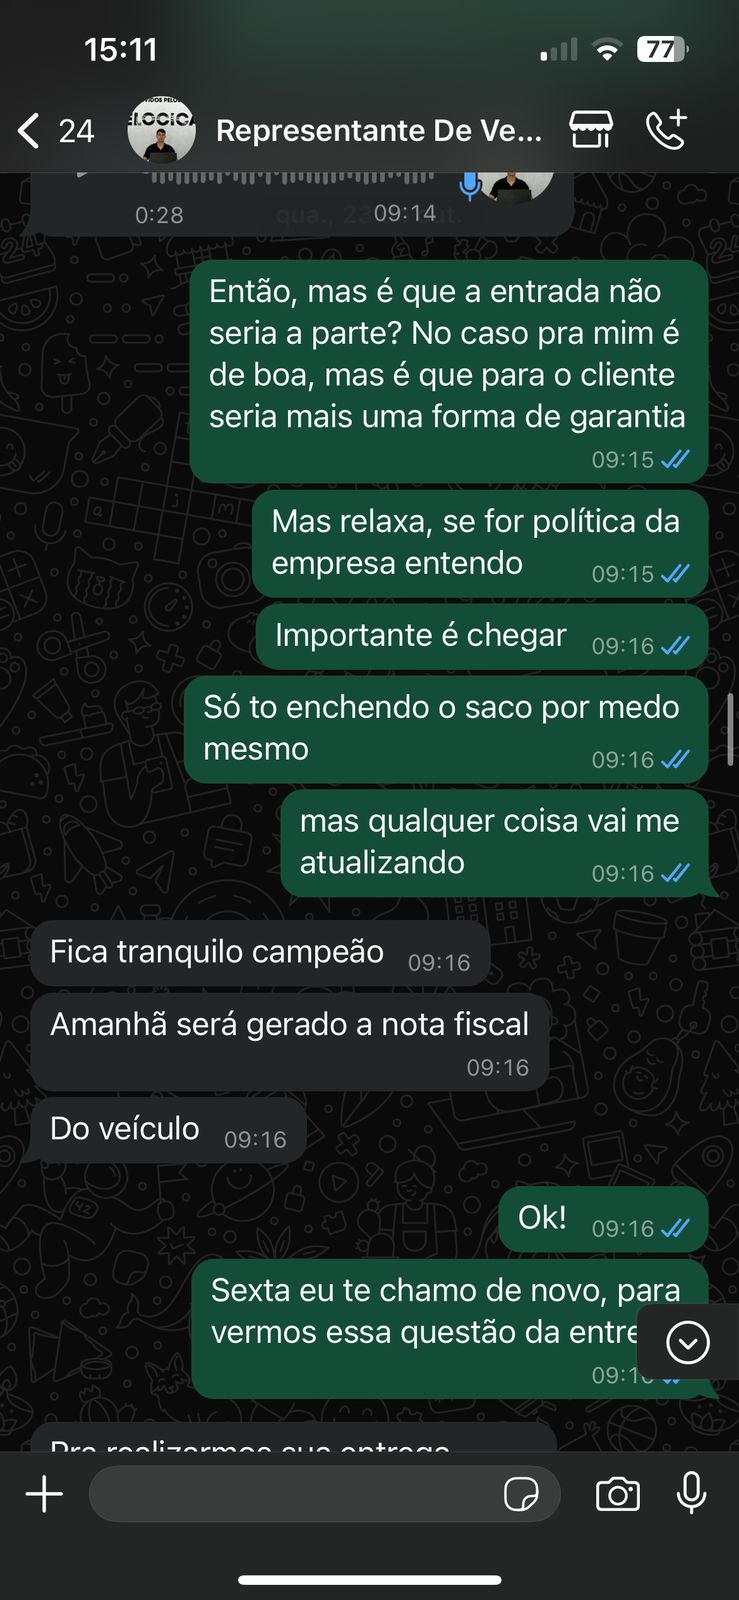 15:11
77
24
Representante De Ve...
0:28
qua., 23
09:14
Então, mas é que a entrada não
seria a parte? No caso pra mim é
de boa, mas é que para o cliente
seria mais uma forma de garantia
09:15
Mas relaxa, se for política da
empresa entendo
09:15
Importante é chegar
09:16
Só to enchendo o saco por medo
mesmo
09:16
mas qualquer coisa vai me
atualizando
09:16
Fica tranquilo campeão
09:16
Amanhã será gerado a nota fiscal
09:16
Do veículo
09:16
Ok!
09:16
Sexta eu te chamo de novo, para
vermos essa questão da entre
09:16
Pra realizarmos sua entrega